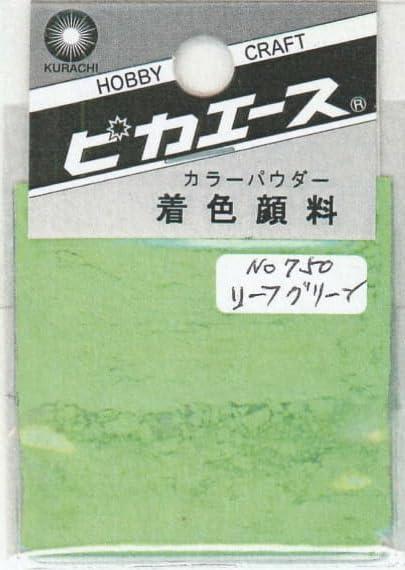 KURACHI
HOBBY CRAFT
ピカエース®
カラーパウダー
着色顔料
No 750
リーフグリーン